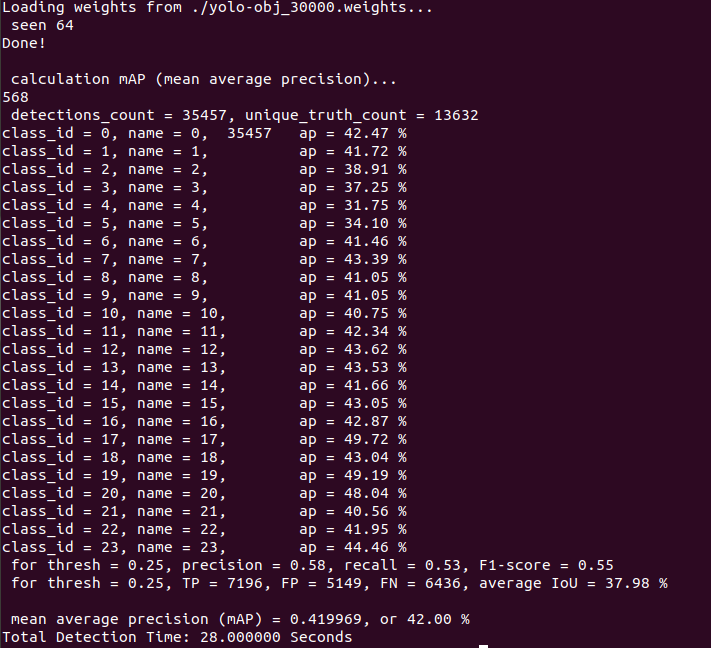 Loading weights from ./yolo-obj_30000.weights...
 seen 64
Done!
 calculation mAP (mean average precision)...
568
 detections_count = 35457, unique_truth_count = 13632
class_id = 0, name = 0,  35457   ap = 42.47 %
class_id = 1, name = 1,          ap = 41.72 %
class_id = 2, name = 2,          ap = 38.91 %
class_id = 3, name = 3,          ap = 37.25 %
class_id = 4, name = 4,          ap = 31.75 %
class_id = 5, name = 5,          ap = 34.10 %
class_id = 6, name = 6,          ap = 41.46 %
class_id = 7, name = 7,          ap = 43.39 %
class_id = 8, name = 8,          ap = 41.05 %
class_id = 9, name = 9,          ap = 41.05 %
class_id = 10, name = 10,        ap = 40.75 %
class_id = 11, name = 11,        ap = 42.34 %
class_id = 12, name = 12,        ap = 43.62 %
class_id = 13, name = 13,        ap = 43.53 %
class_id = 14, name = 14,        ap = 41.66 %
class_id = 15, name = 15,        ap = 43.05 %
class_id = 16, name = 16,        ap = 42.87 %
class_id = 17, name = 17,        ap = 49.72 %
class_id = 18, name = 18,        ap = 43.04 %
class_id = 19, name = 19,        ap = 49.19 %
class_id = 20, name = 20,        ap = 48.04 %
class_id = 21, name = 21,        ap = 40.56 %
class_id = 22, name = 22,        ap = 41.95 %
class_id = 23, name = 23,        ap = 44.46 %
 for thresh = 0.25, precision = 0.58, recall = 0.53, F1-score = 0.55
 for thresh = 0.25, TP = 7196, FP = 5149, FN = 6436, average IoU = 37.98 %
 mean average precision (mAP) = 0.419969, or 42.00 %
Total Detection Time: 28.000000 Seconds